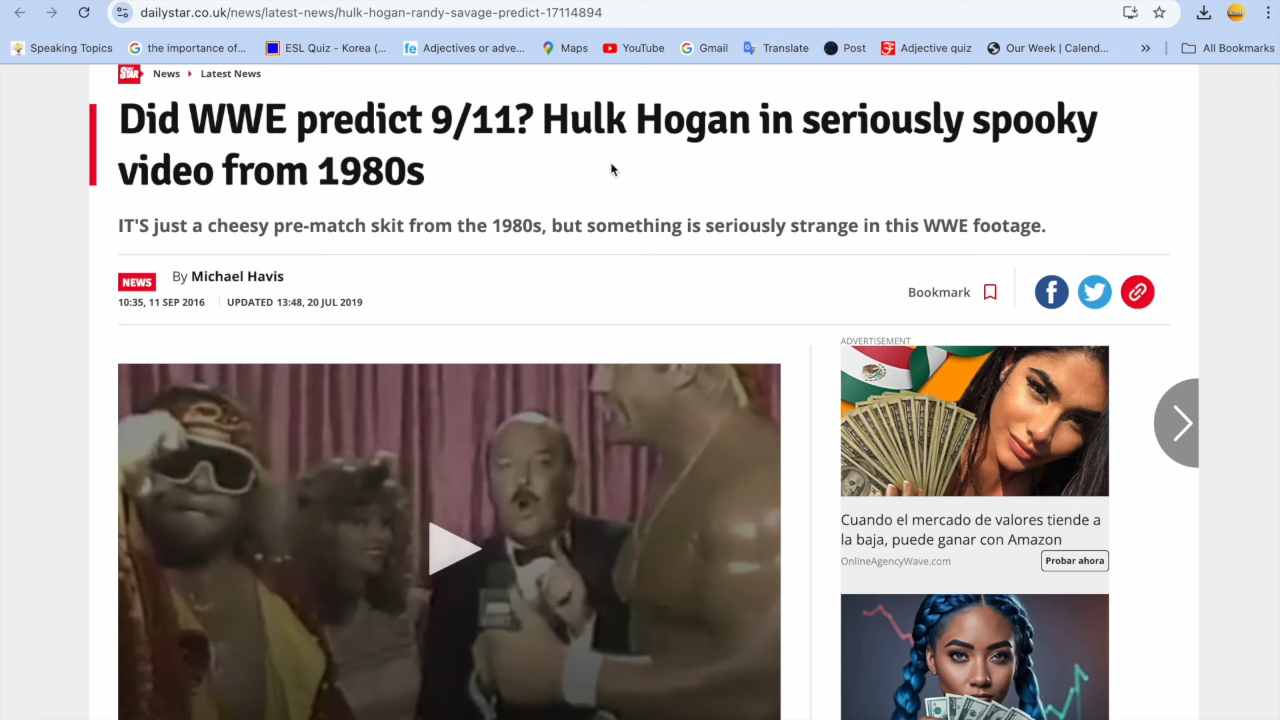 dailystar.co.uk/news/latest-news/hulk-hogan-randy-savage-predict-17114894
Speaking Topics the importance of... ESL Quiz - Korea (... Adjectives or adve... Maps YouTube Gmail Translate Post Adjective quiz Our Week | Calend... » All Bookmarks
STAR News Latest News
Did WWE predict 9/11? Hulk Hogan in seriously spooky
video from 1980s
IT'S just a cheesy pre-match skit from the 1980s, but something is seriously strange in this WWE footage.
NEWS By Michael Havis
10:35, 11 SEP 2016 UPDATED 13:48, 20 JUL 2019
Bookmark
ADVERTISEMENT
Cuando el mercado de valores tiende a
la baja, puede ganar con Amazon
OnlineAgencyWave.com
Probar ahora